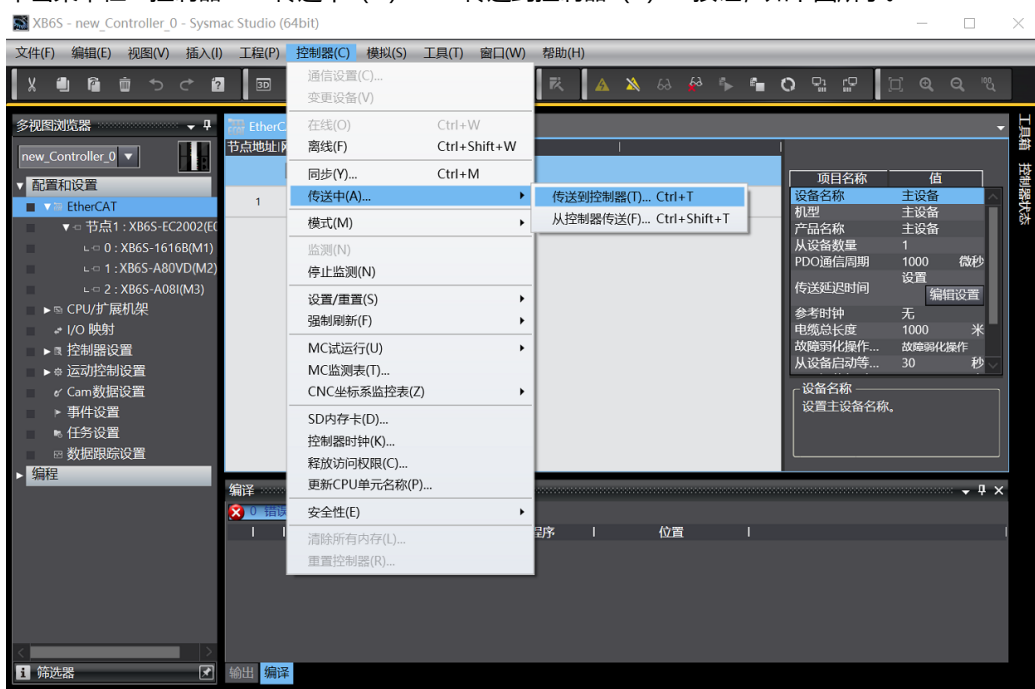 XB6S - new_Controller_0 - Sysmac Studio (64bit)
文件(F) 编辑(E) 视图(V) 插入(I) 工程(P) 控制器(C) 模拟(S) 工具(T) 窗口(W) 帮助(H)
多视图浏览器
new_Controller_0
配置和设置
EtherCAT
节点1 : XB6S-EC2002(E
0 : XB6S-1616B(M1)
1 : XB6S-A80VD(M2)
2 : XB6S-A08I(M3)
CPU/扩展机架
I/O 映射
控制器设置
运动控制设置
Cam数据设置
事件设置
任务设置
数据跟踪设置
编程
筛选器
3D
通信设置(C)...
变更设备(V)
在线(O) Ctrl+W
离线(F) Ctrl+Shift+W
同步(Y)... Ctrl+M
传送中(A)...
模式(M)
监测(N)
停止监测(N)
设置/重置(S)
强制刷新(F)
MC试运行(U)
MC监测表(T)...
CNC坐标系监控表(Z)
SD内存卡(D)...
控制器时钟(K)...
释放访问权限(C)...
更新CPU单元名称(P)...
安全性(E)
清除所有内存(L)...
重置控制器(R)...
传送到控制器(T)... Ctrl+T
从控制器传送(F)... Ctrl+Shift+T
EtherC
节点地址
1
项目名称 值
设备名称 主设备
机型 主设备
产品名称 主设备
从设备数量 1
PDO通信周期 1000 微秒
传送延迟时间 设置
编辑设置
参考时钟 无
电缆总长度 1000 米
故障弱化操作... 故障弱化操作
从设备启动等... 30 秒
设备名称
设置主设备名称。
工具箱
控制器状态
编译
0 错误
程序 位置
输出 编译